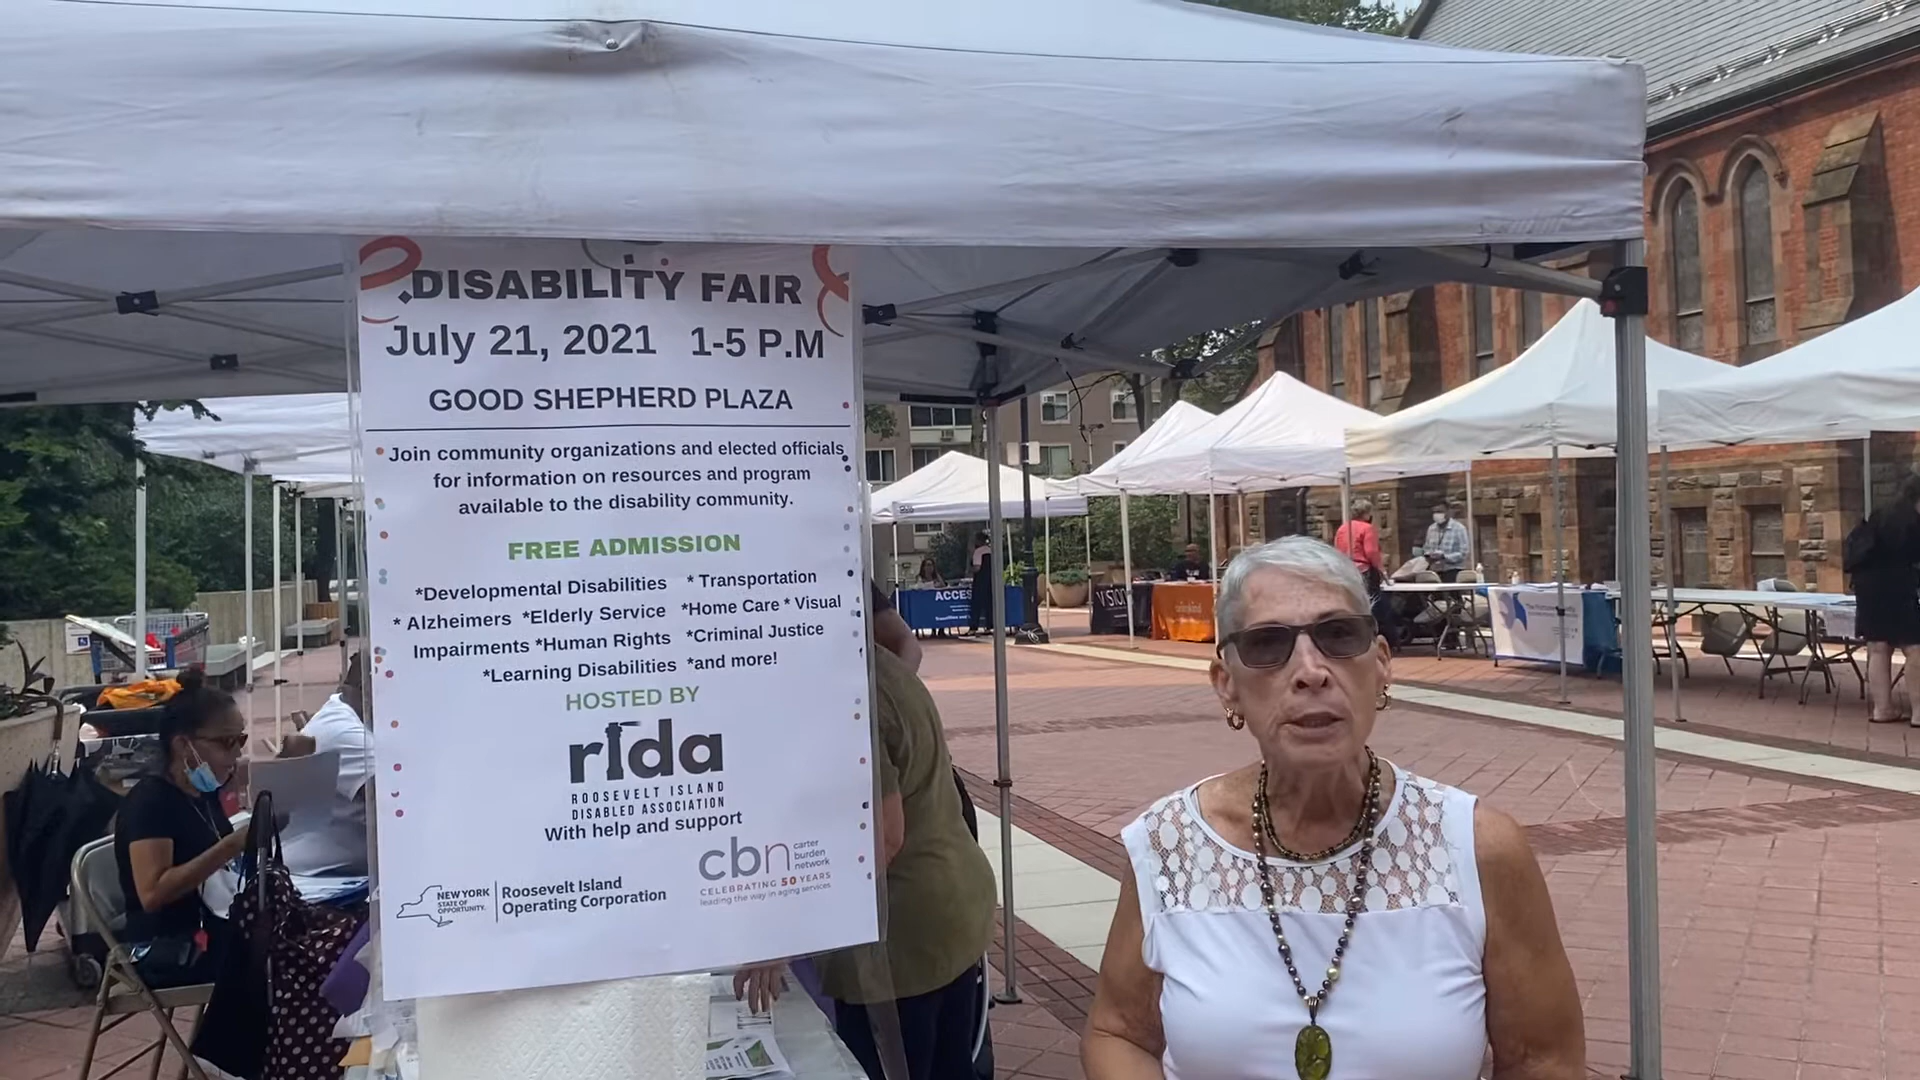 DISABILITY FAIR
July 21, 2021 1-5 P.M
GOOD SHEPHERD PLAZA
Join community organizations and elected officials
for information on resources and program
available to the disability community.
FREE ADMISSION
*Developmental Disabilities * Transportation
* Alzheimers *Elderly Service *Home Care * Visual
Impairments *Human Rights *Criminal Justice
*Learning Disabilities *and more!
HOSTED BY
rida
ROOSEVELT ISLAND
DISABLED ASSOCIATION
With help and support
cbn carter
burden
network
CELEBRATING 50 YEARS
leading the way in aging services
NEW YORK
STATE OF
OPPORTUNITY.
Roosevelt Island
Operating Corporation
ACCES
VISIO